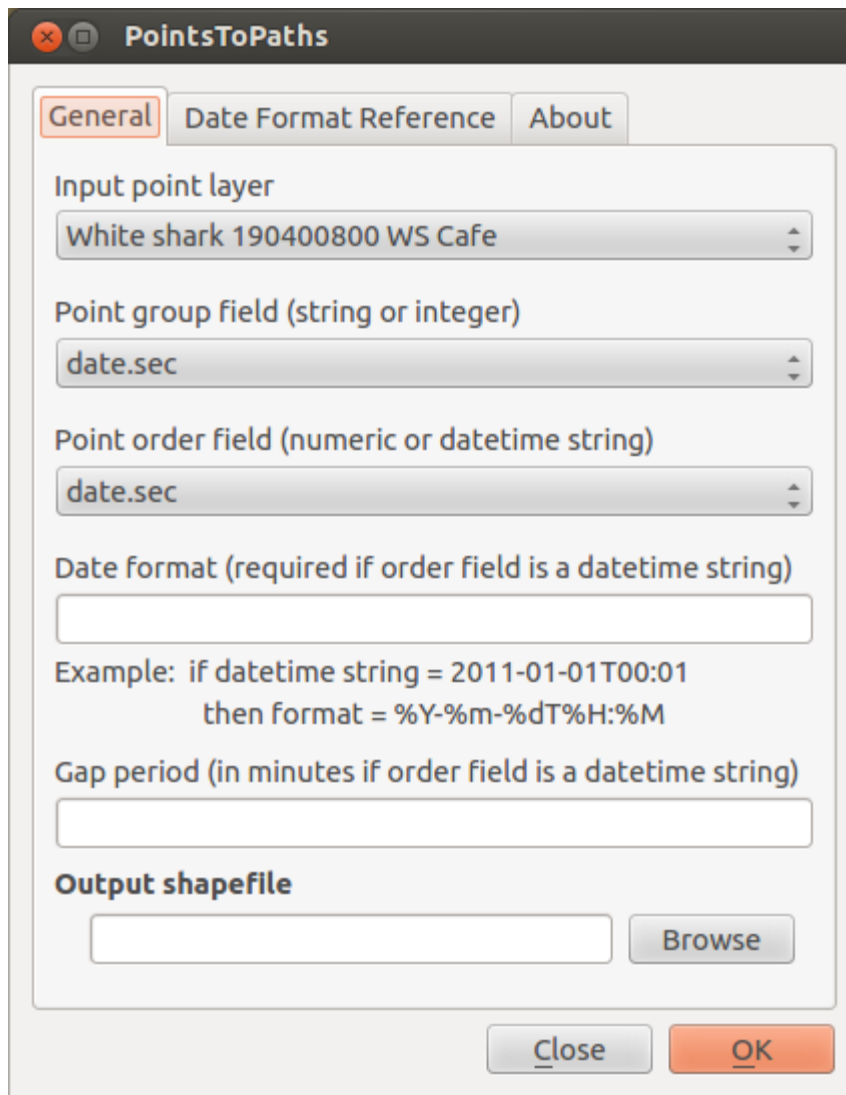 PointsToPaths
General Date Format Reference About
Input point layer
White shark 190400800 WS Cafe
Point group field (string or integer)
date.sec
Point order field (numeric or datetime string)
date.sec
Date format (required if order field is a datetime string)
Example: if datetime string = 2011-01-01T00:01
then format = %Y-%m-%dT%H:%M
Gap period (in minutes if order field is a datetime string)
Output shapefile
Browse
Close OK